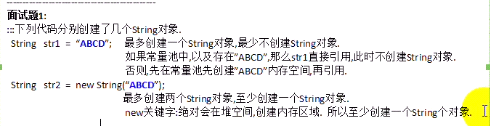 面试题1:
:::下列代码分别创建了几个String对象.
String str1 = “ABCD”; 最多创建一个String对象,最少不创建String对象.
如果常量池中,以及存在”ABCD”,那么str1直接引用,此时不创建String对象.
否则,先在常量池先创建”ABCD”内存空间,再引用.
String str2 = new String(“ABCD”);
最多创建两个String对象,至少创建一个String对象.
new关键字:绝对会在堆空间,创建内存区域. 所以至少创建一个String个对象.